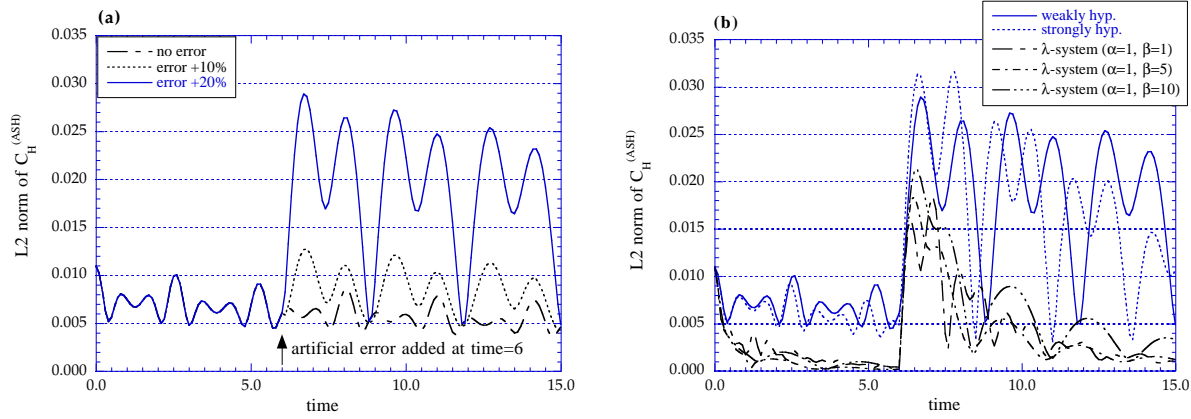 (a)
no error
error +10%
error +20%
L2 norm of C_H^(ASH)
0.035
0.030
0.025
0.020
0.015
0.010
0.005
0.000
artificial error added at time=6
0.0 5.0 10.0 15.0
time
(b)
weakly hyp.
strongly hyp.
λ-system (α=1, β=1)
λ-system (α=1, β=5)
λ-system (α=1, β=10)
L2 norm of C_H^(ASH)
0.035
0.030
0.025
0.020
0.015
0.010
0.005
0.000
0.0 5.0 10.0 15.0
time